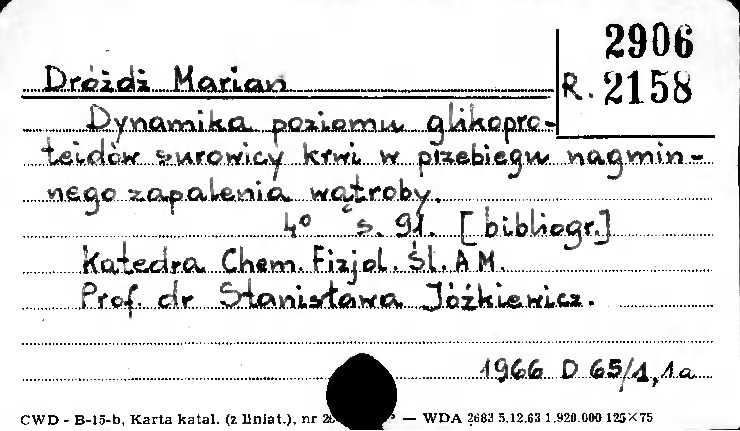 2906
R. 2158
Dróżdż Marian
Dynamika poziomu glikopro-
teidów surowicy krwi w przebiegu nagmin-
nego zapalenia wątroby.
4° s. 91. [bibliogr.]
Katedra Chem. Fizjol. Śl. A M.
Prof. dr Stanisława Jóźkiewicz.
1966 D 65/1,1a
CWD - B-15-b, Karta katal. (z liniat.), nr — WDA 2683 5.12.63 1.920.000 125×75